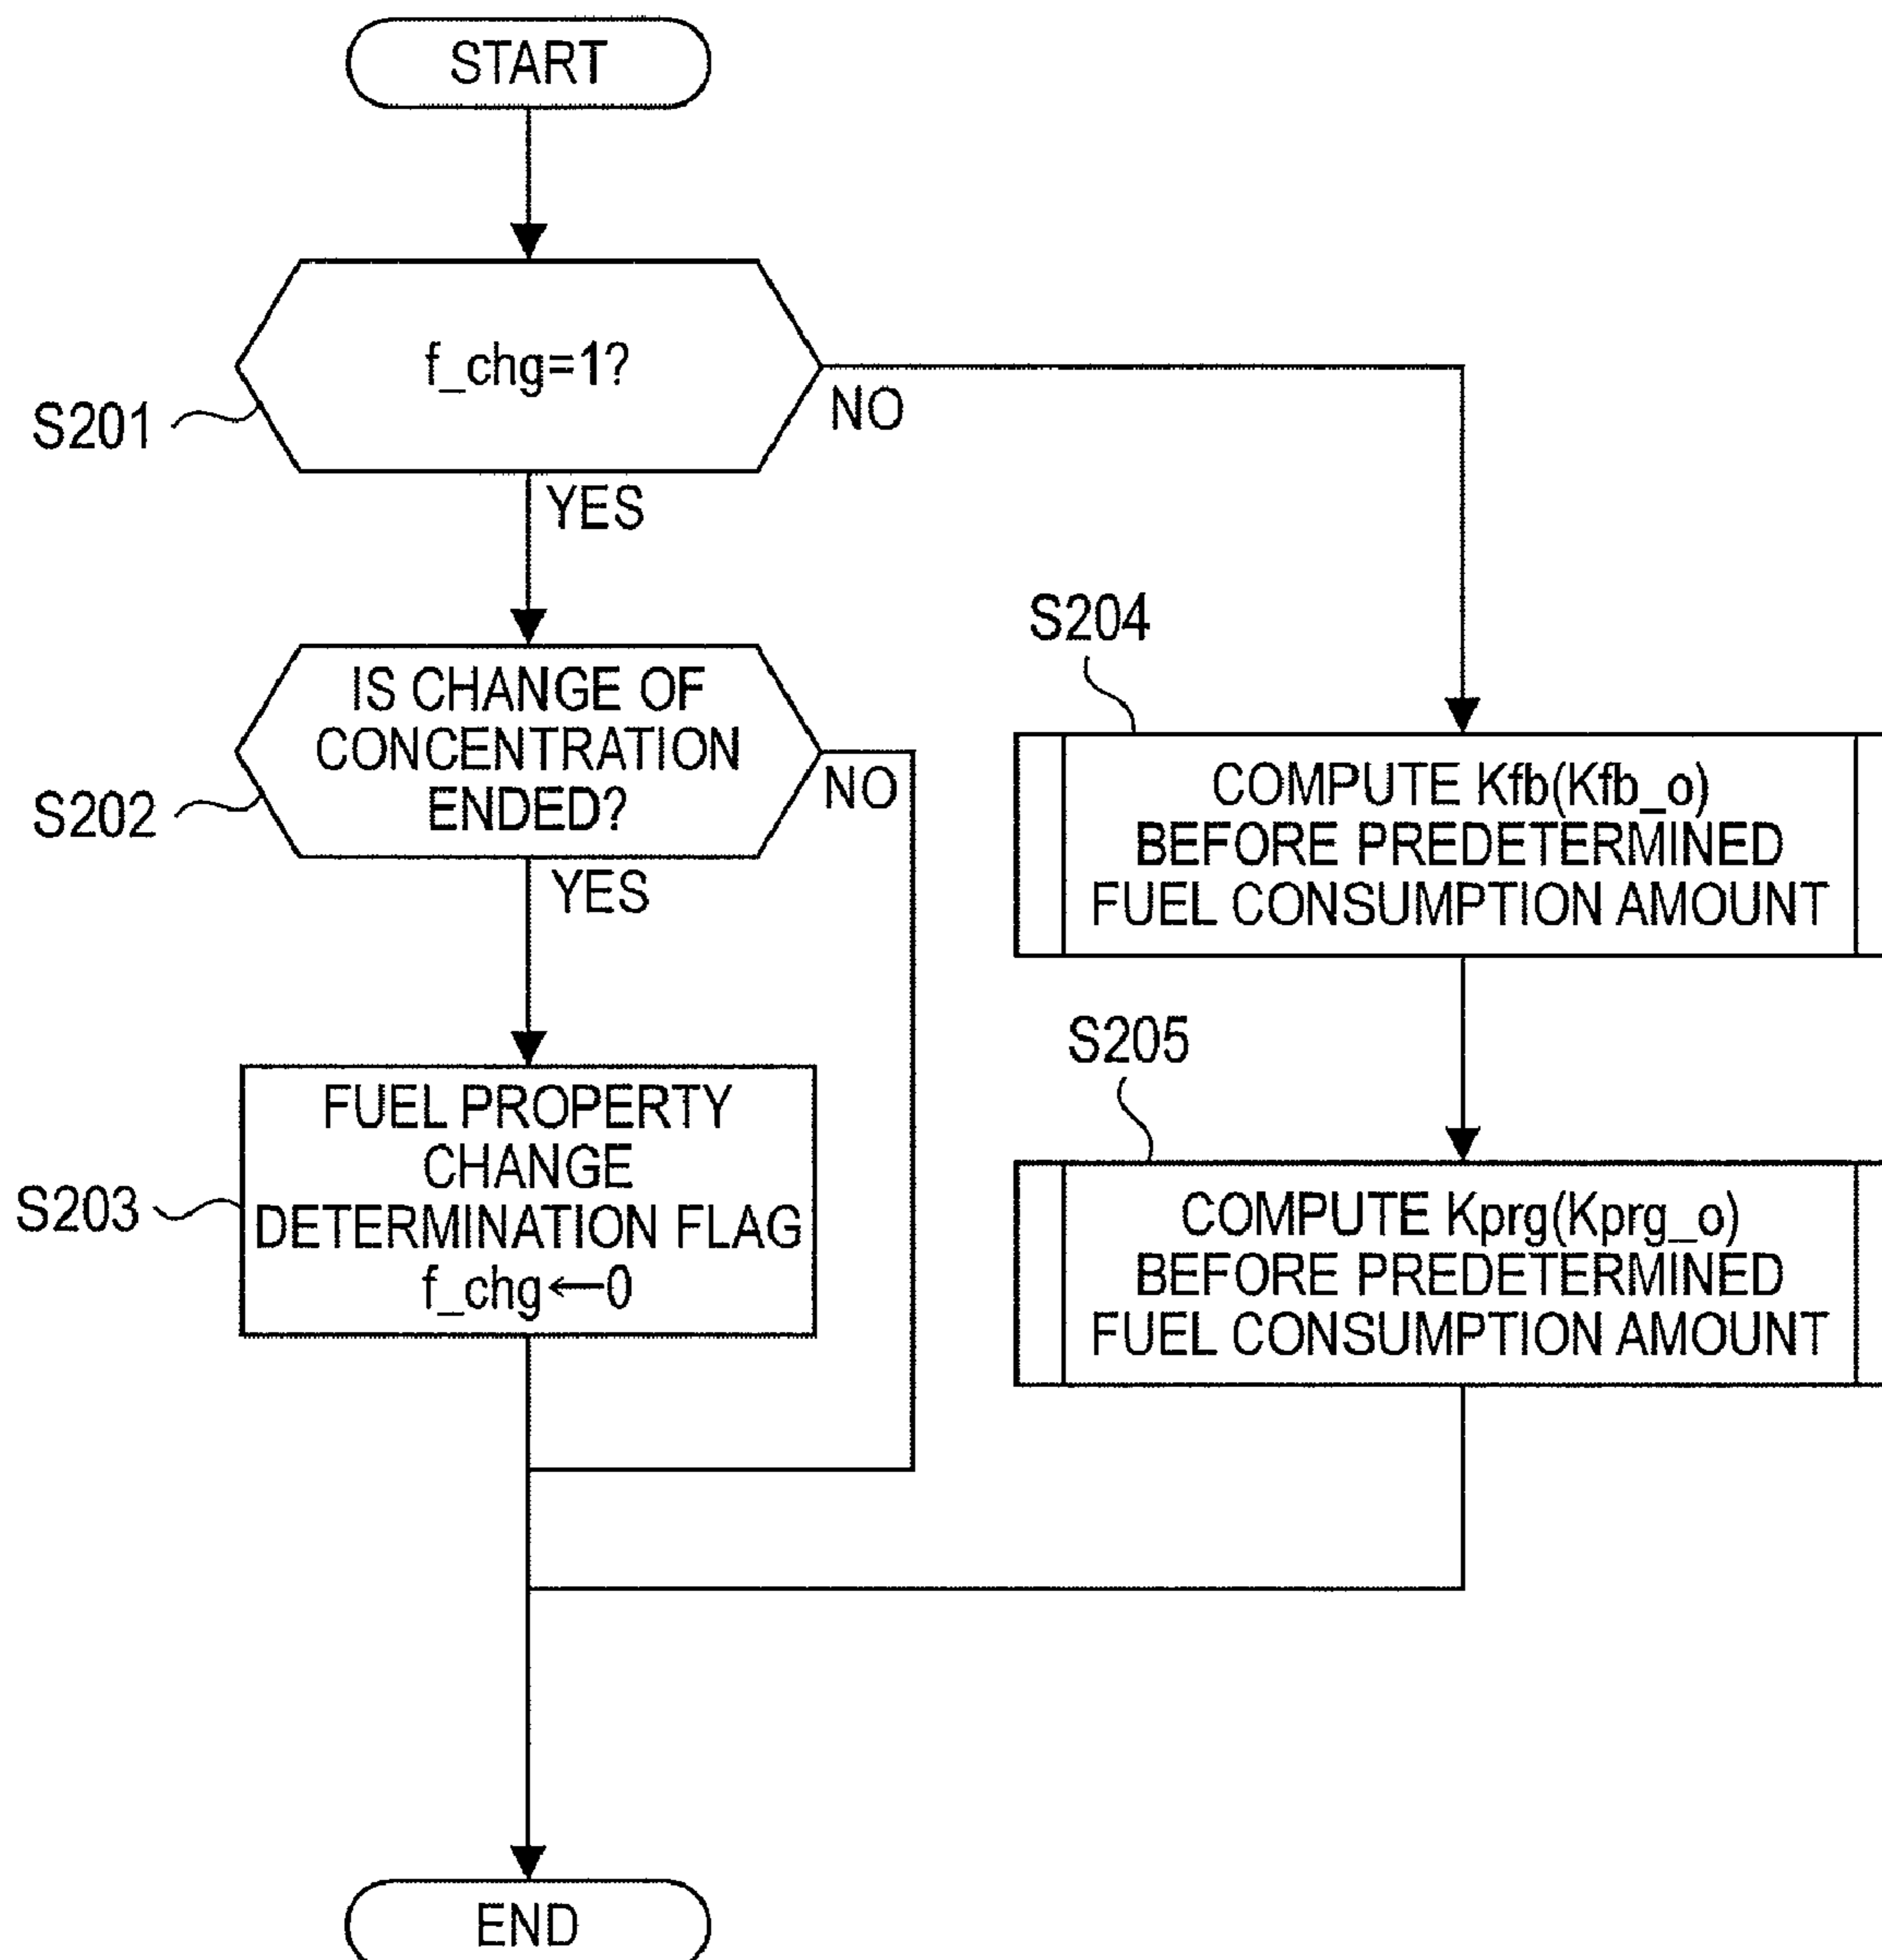 START
f_chg=1?
S201
NO
YES
IS CHANGE OF
CONCENTRATION
ENDED?
S202
NO
YES
FUEL PROPERTY
CHANGE
DETERMINATION FLAG
f_chg←0
S203
S204
COMPUTE Kfb(Kfb_o)
BEFORE PREDETERMINED
FUEL CONSUMPTION AMOUNT
S205
COMPUTE Kprg(Kprg_o)
BEFORE PREDETERMINED
FUEL CONSUMPTION AMOUNT
END